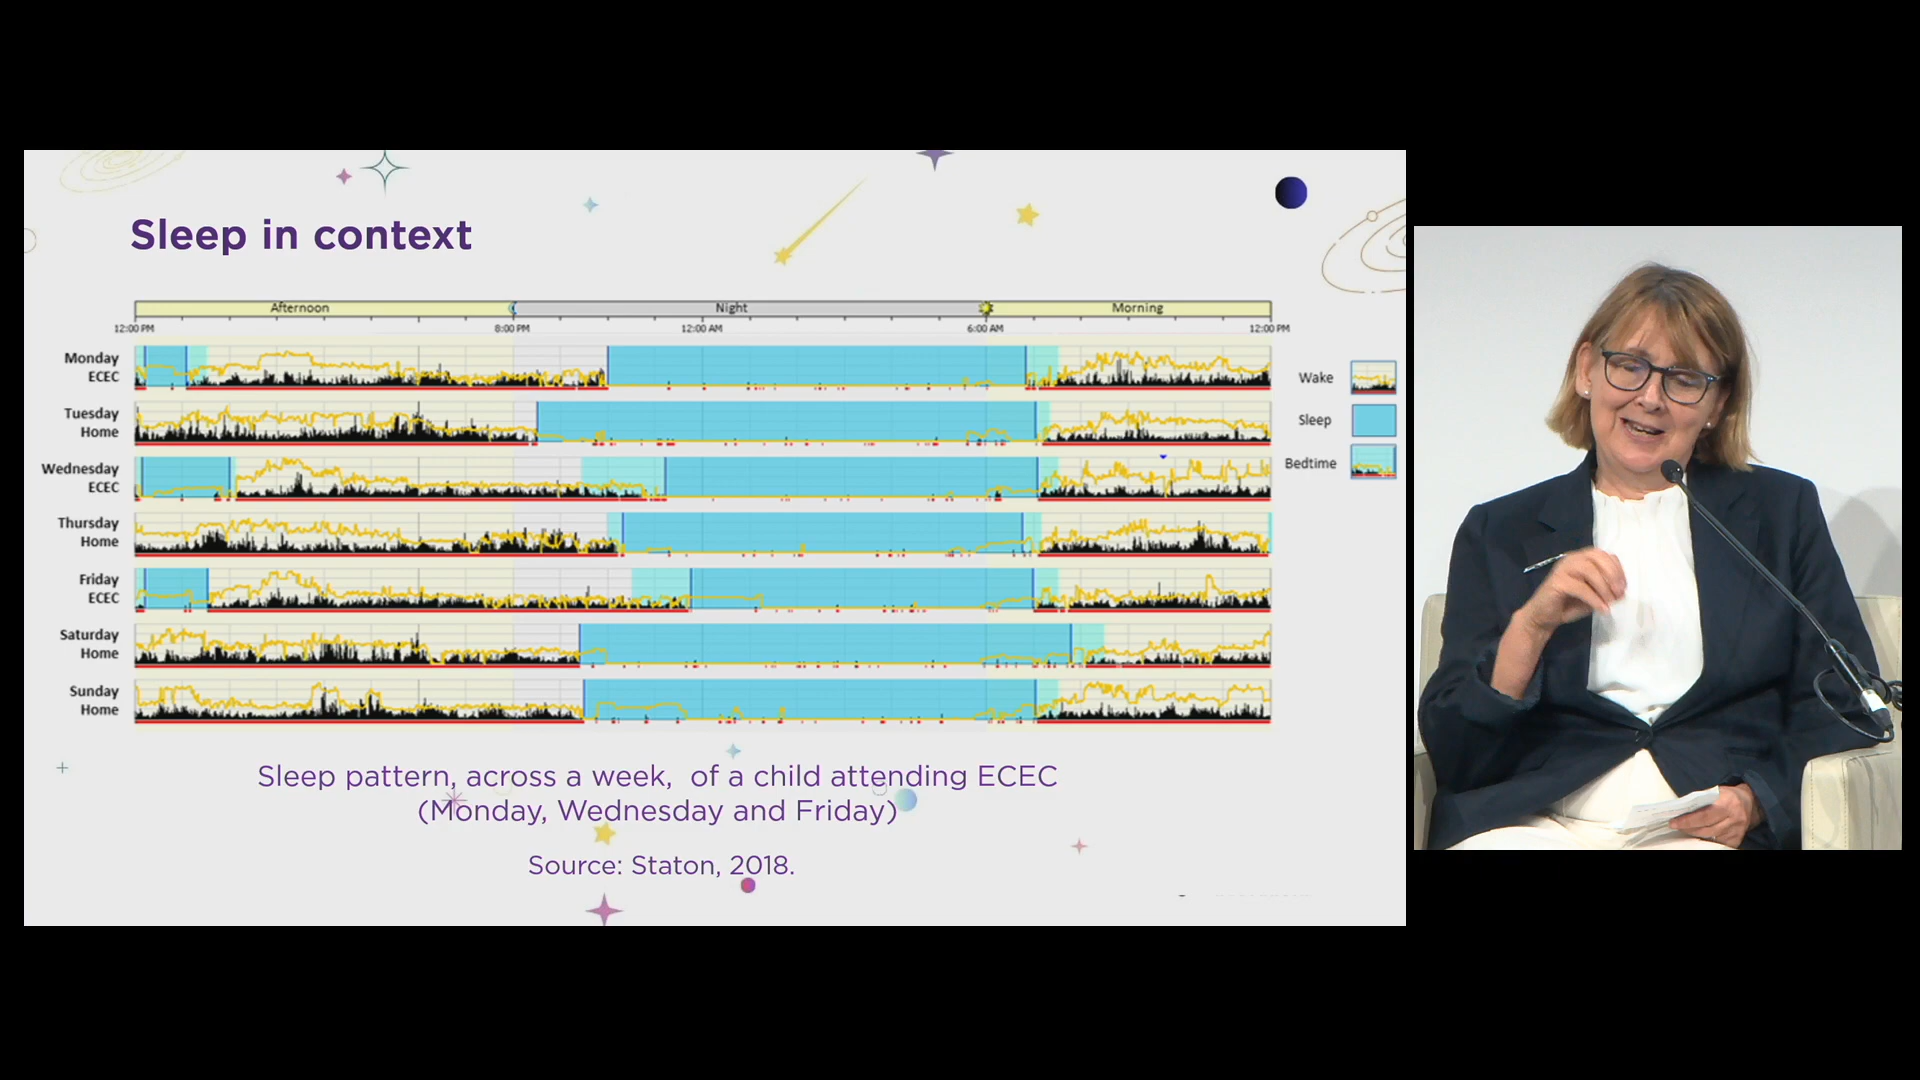 Sleep in context
Afternoon Night Morning
12:00 PM 8:00 PM 12:00 AM 6:00 AM 12:00 PM
Monday
ECEC
Tuesday
Home
Wednesday
ECEC
Thursday
Home
Friday
ECEC
Saturday
Home
Sunday
Home
Wake
Sleep
Bedtime
Sleep pattern, across a week, of a child attending ECEC
(Monday, Wednesday and Friday)
Source: Staton, 2018.